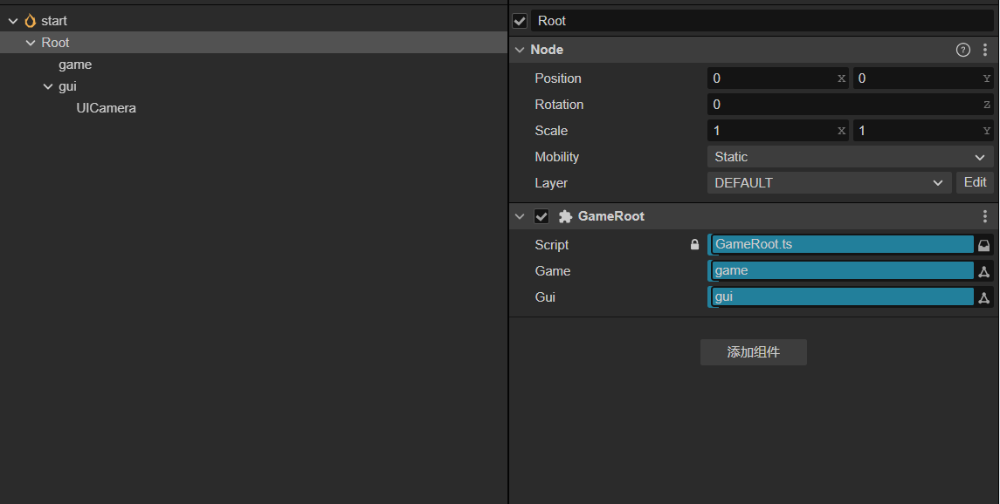 start
Root
game
gui
UICamera
Root
Node
Position 0 X 0 Y
Rotation 0 Z
Scale 1 X 1 Y
Mobility Static
Layer DEFAULT Edit
GameRoot
Script GameRoot.ts
Game game
Gui gui
添加组件